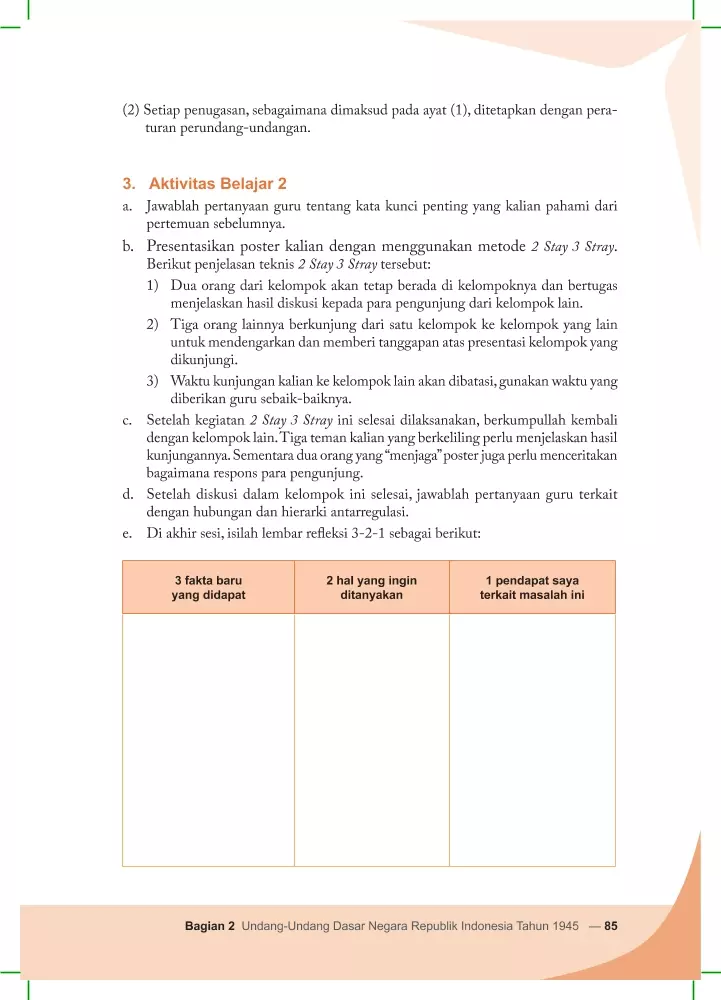 (2) Setiap penugasan, sebagaimana dimaksud pada ayat (1), ditetapkan dengan pera-
turan perundang-undangan.
3. Aktivitas Belajar 2
a. Jawablah pertanyaan guru tentang kata kunci penting yang kalian pahami dari
pertemuan sebelumnya.
b. Presentasikan poster kalian dengan menggunakan metode 2 Stay 3 Stray.
Berikut penjelasan teknis 2 Stay 3 Stray tersebut:
1) Dua orang dari kelompok akan tetap berada di kelompoknya dan bertugas
menjelaskan hasil diskusi kepada para pengunjung dari kelompok lain.
2) Tiga orang lainnya berkunjung dari satu kelompok ke kelompok yang lain
untuk mendengarkan dan memberi tanggapan atas presentasi kelompok yang
dikunjungi.
3) Waktu kunjungan kalian ke kelompok lain akan dibatasi, gunakan waktu yang
diberikan guru sebaik-baiknya.
c. Setelah kegiatan 2 Stay 3 Stray ini selesai dilaksanakan, berkumpullah kembali
dengan kelompok lain. Tiga teman kalian yang berkeliling perlu menjelaskan hasil
kunjungannya. Sementara dua orang yang “menjaga” poster juga perlu menceritakan
bagaimana respons para pengunjung.
d. Setelah diskusi dalam kelompok ini selesai, jawablah pertanyaan guru terkait
dengan hubungan dan hierarki antarregulasi.
e. Di akhir sesi, isilah lembar refleksi 3-2-1 sebagai berikut:
3 fakta baru
yang didapat
2 hal yang ingin
ditanyakan
1 pendapat saya
terkait masalah ini
Bagian 2 Undang-Undang Dasar Negara Republik Indonesia Tahun 1945 — 85